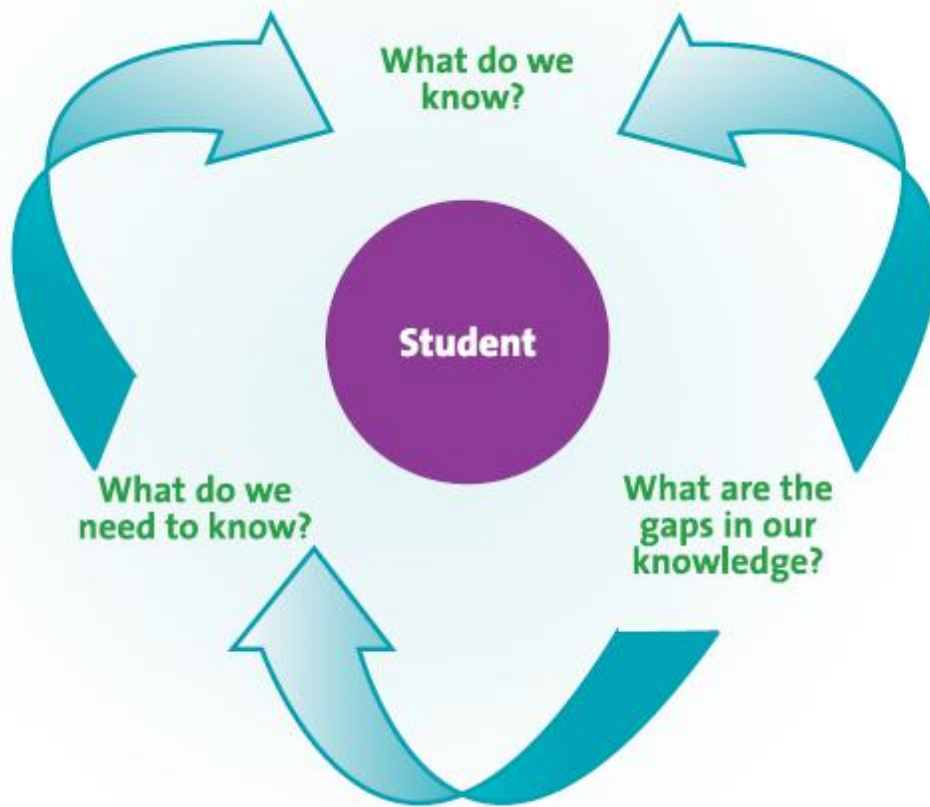 What do we
know?
Student
What do we
need to know?
What are the
gaps in our
knowledge?